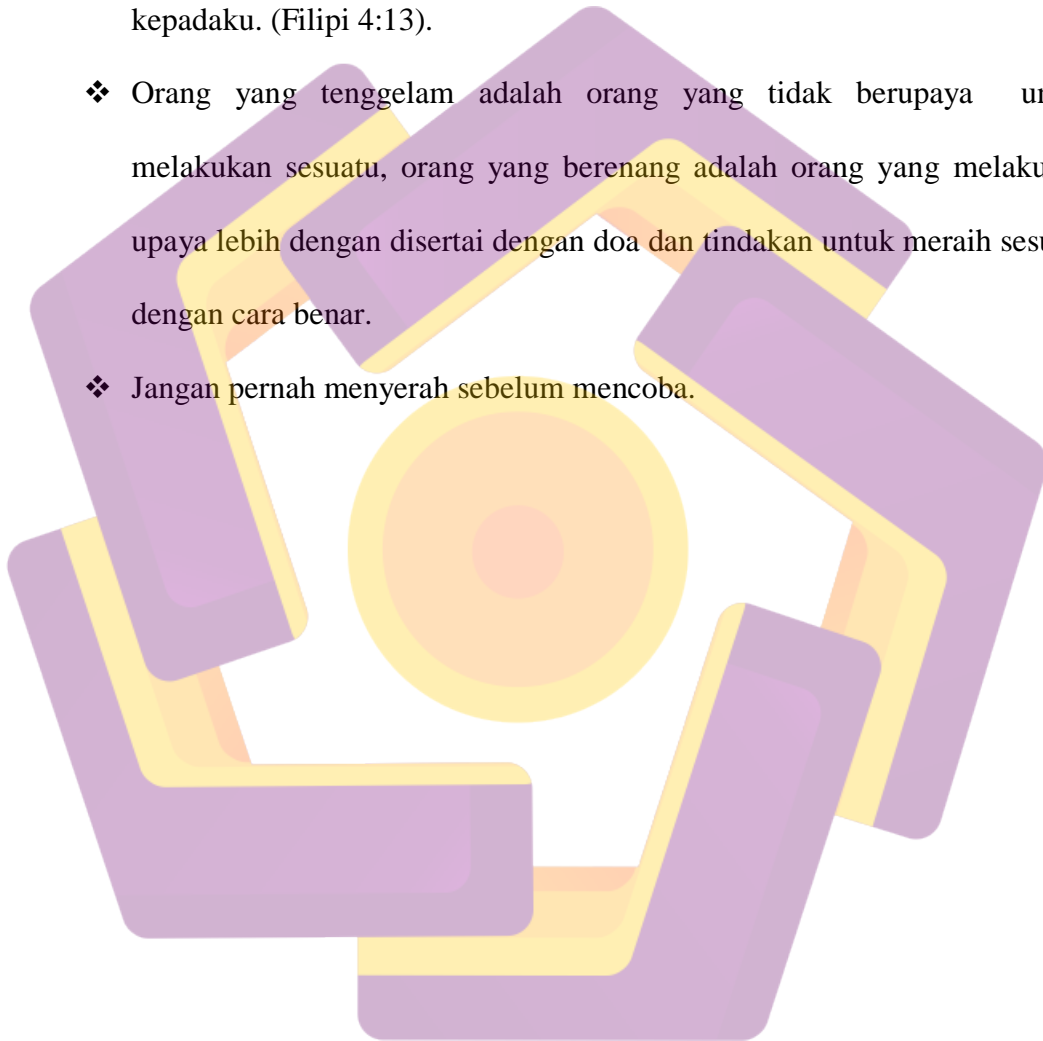 kepadaku. (Filipi 4:13).
❖ Orang yang tenggelam adalah orang yang tidak berupaya
melakukan sesuatu, orang yang berenang adalah orang yang
upaya lebih dengan disertai dengan doa dan tindakan untuk meraih
dengan cara benar.
❖ Jangan pernah menyerah sebelum mencoba.